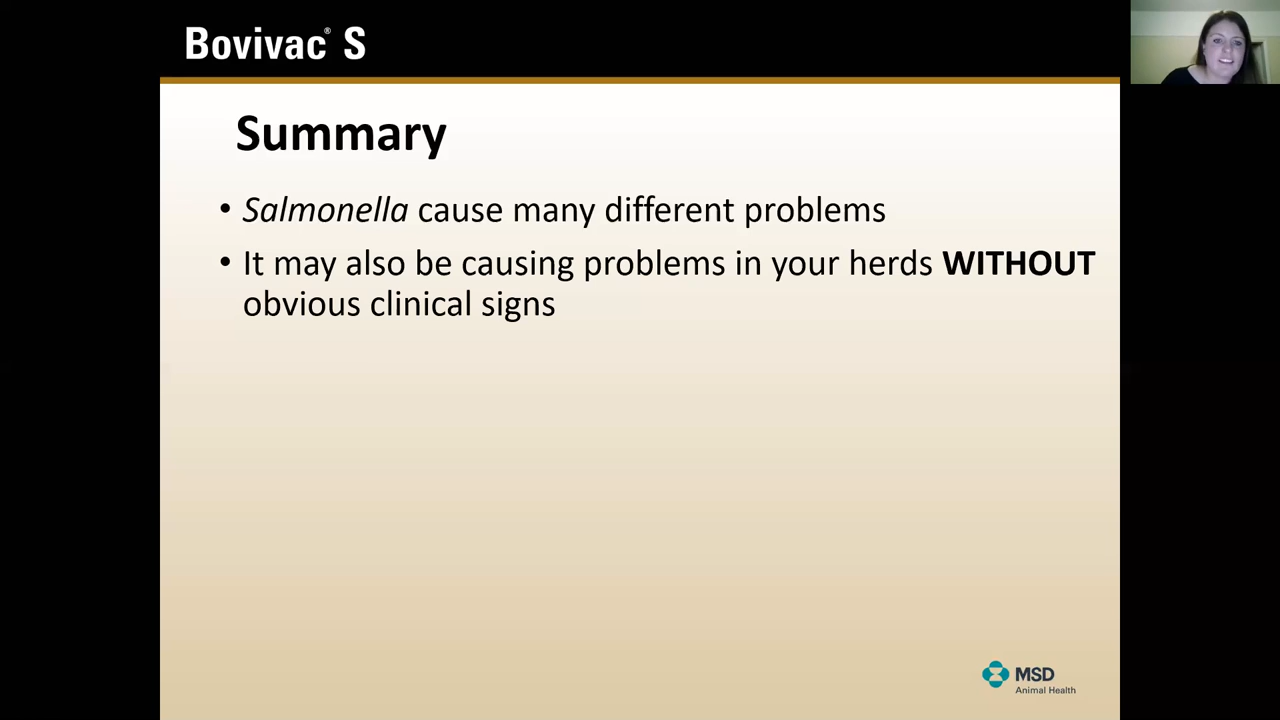 Bovivac® S
Summary
• Salmonella cause many different problems
• It may also be causing problems in your herds WITHOUT
obvious clinical signs
MSD
Animal Health